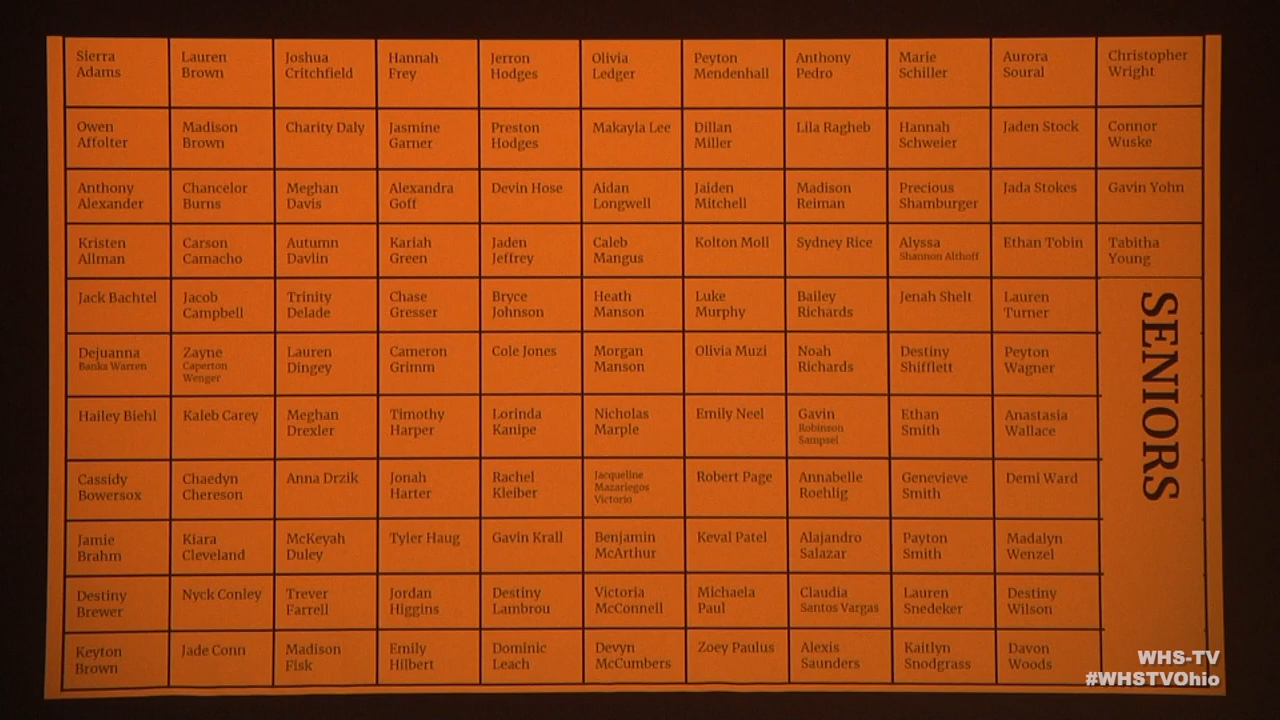 Sierra
Adams
Lauren
Brown
Joshua
Critchfield
Hannah
Frey
Jerron
Hodges
Olivia
Ledger
Peyton
Mendenhall
Anthony
Pedro
Marie
Schiller
Aurora
Soural
Christopher
Wright
Owen
Affolter
Madison
Brown
Charity Daly
Jasmine
Garner
Preston
Hodges
Makayla Lee
Dillan
Miller
Lila Ragheb
Hannah
Schweier
Jaden Stock
Connor
Wuske
Anthony
Alexander
Chancelor
Burns
Meghan
Davis
Alexandra
Goff
Devin Hose
Aidan
Longwell
Jaiden
Mitchell
Madison
Reiman
Precious
Shamburger
Jada Stokes
Gavin Yohn
Kristen
Allman
Carson
Camacho
Autumn
Davlin
Kariah
Green
Jaden
Jeffrey
Caleb
Mangus
Kolton Moll
Sydney Rice
Alyssa
Shannon Althoff
Ethan Tobin
Tabitha
Young
Jack Bachtel
Jacob
Campbell
Trinity
Delade
Chase
Gresser
Bryce
Johnson
Heath
Manson
Luke
Murphy
Bailey
Richards
Jenah Shelt
Lauren
Turner
SENIORS
Dejuanna
Banks Warren
Zayne
Caperton
Wenger
Lauren
Dingey
Cameron
Grimm
Cole Jones
Morgan
Manson
Olivia Muzi
Noah
Richards
Destiny
Shifflett
Peyton
Wagner
Hailey Biehl
Kaleb Carey
Meghan
Drexler
Timothy
Harper
Lorinda
Kanipe
Nicholas
Marple
Emily Neel
Gavin
Robinson
Sampsel
Ethan
Smith
Anastasia
Wallace
Cassidy
Bowersox
Chaedyn
Chereson
Anna Drzik
Jonah
Harter
Rachel
Kleiber
Jacqueline
Mazariegos
Victorio
Robert Page
Annabelle
Roehlig
Genevieve
Smith
Demi Ward
Jamie
Brahm
Kiara
Cleveland
McKeyah
Duley
Tyler Haug
Gavin Krall
Benjamin
McArthur
Keval Patel
Alajandro
Salazar
Payton
Smith
Madalyn
Wenzel
Destiny
Brewer
Nyck Conley
Trever
Farrell
Jordan
Higgins
Destiny
Lambrou
Victoria
McConnell
Michaela
Paul
Claudia
Santos Vargas
Lauren
Snedeker
Destiny
Wilson
Keyton
Brown
Jade Conn
Madison
Fisk
Emily
Hilbert
Dominic
Leach
Devyn
McCumbers
Zoey Paulus
Alexis
Saunders
Kaitlyn
Snodgrass
Davon
Woods
WHS-TV
#WHSTVOhio